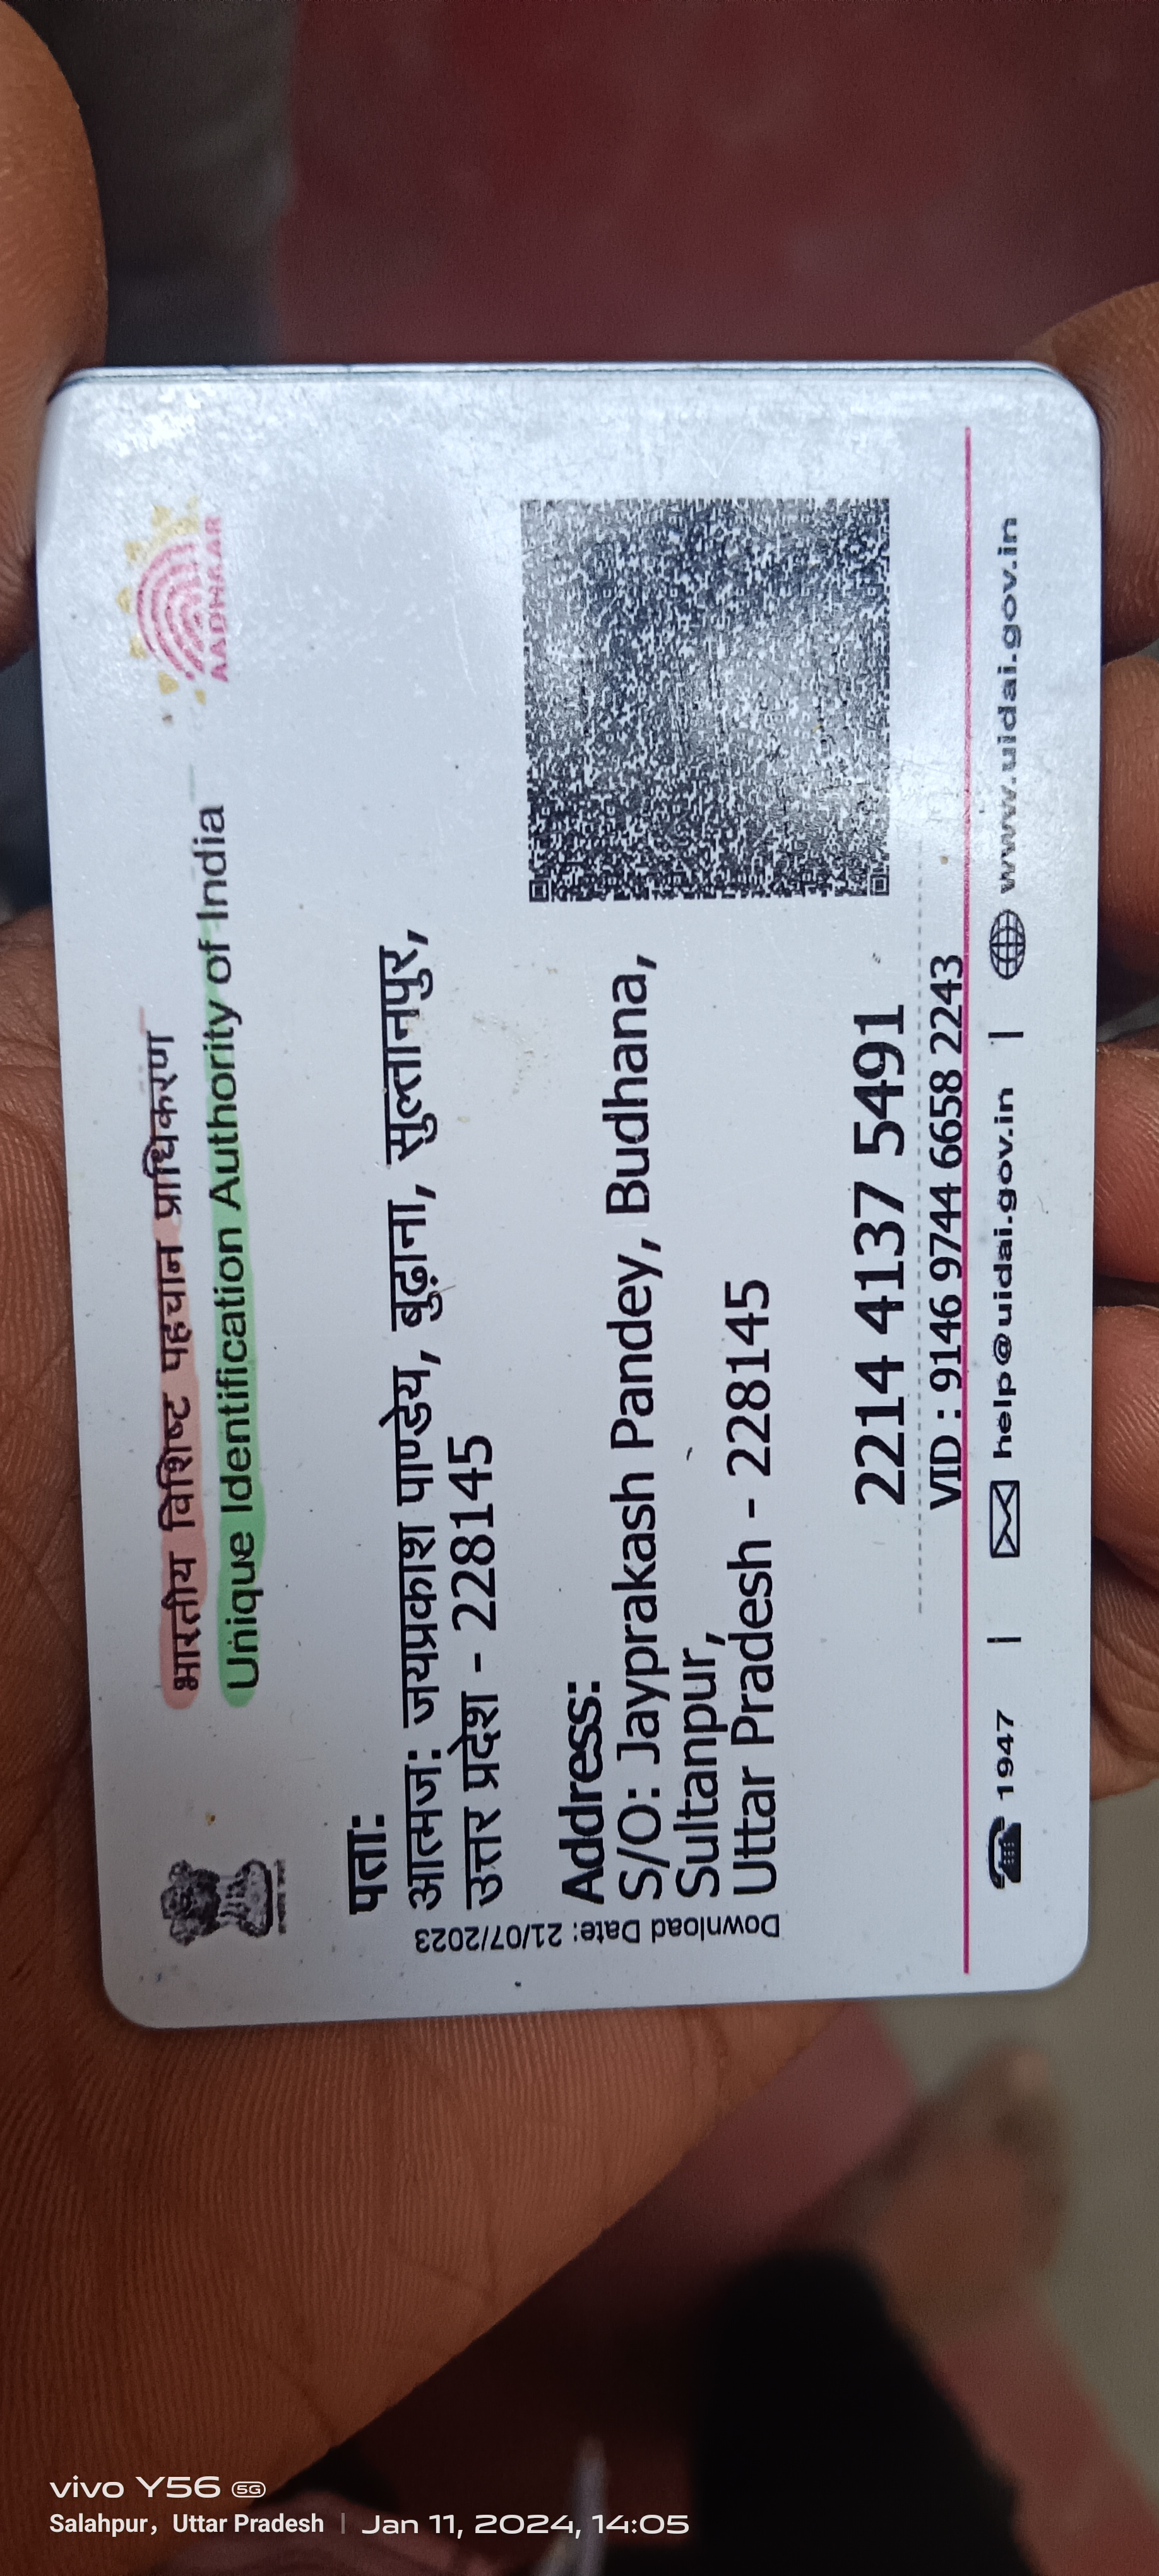 भारतीय विशिष्ट पहचान प्राधिकरण
Unique Identification Authority of India
AADHAAR
पता:
आत्मज: जयप्रकाश पाण्डेय, बुढ़ाना, सुल्तानपुर,
उत्तर प्रदेश - 228145
Address:
S/O: Jayprakash Pandey, Budhana,
Sultanpur,
Uttar Pradesh - 228145
Download Date: 21/07/2023
2214 4137 5491
VID : 9146 9744 6658 2243
1947 | help@uidai.gov.in | www.uidai.gov.in
vivo Y56 5G
Salahpur, Uttar Pradesh | Jan 11, 2024, 14:05